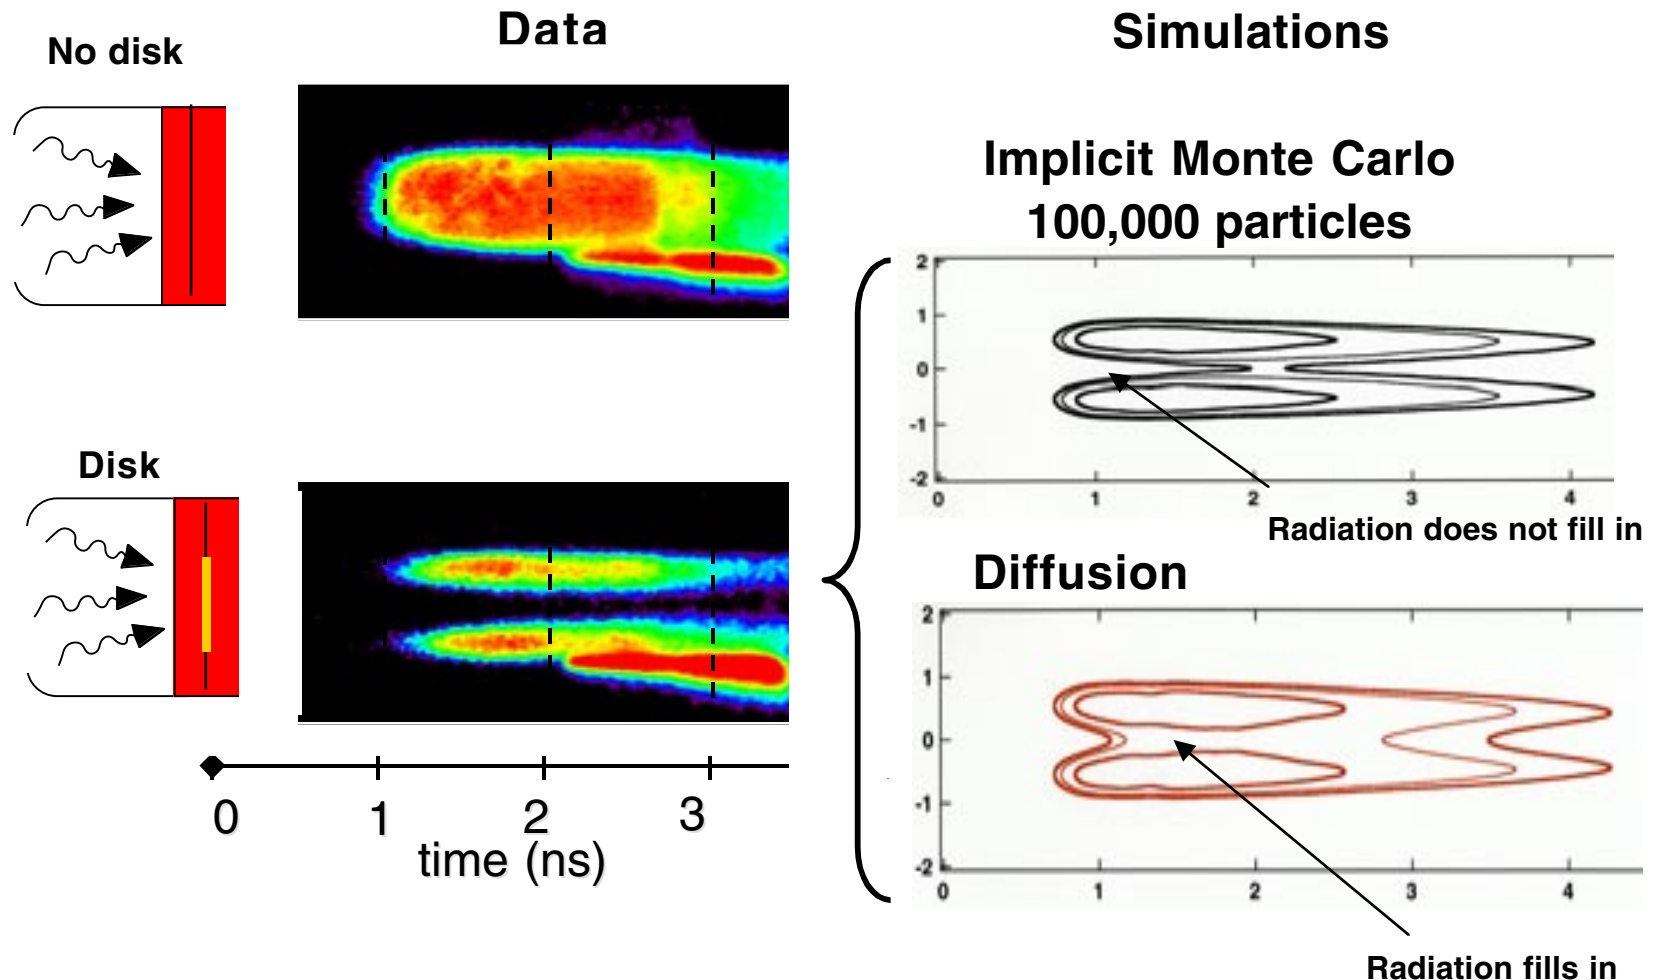 Data
Simulations
No disk
Implicit Monte Carlo
100,000 particles
2
1
0
-1
-2
0
1
2
3
4
Radiation does not fill in
Disk
Diffusion
2
1
0
-1
-2
0
1
2
3
4
0
1
2
3
time (ns)
Radiation fills in